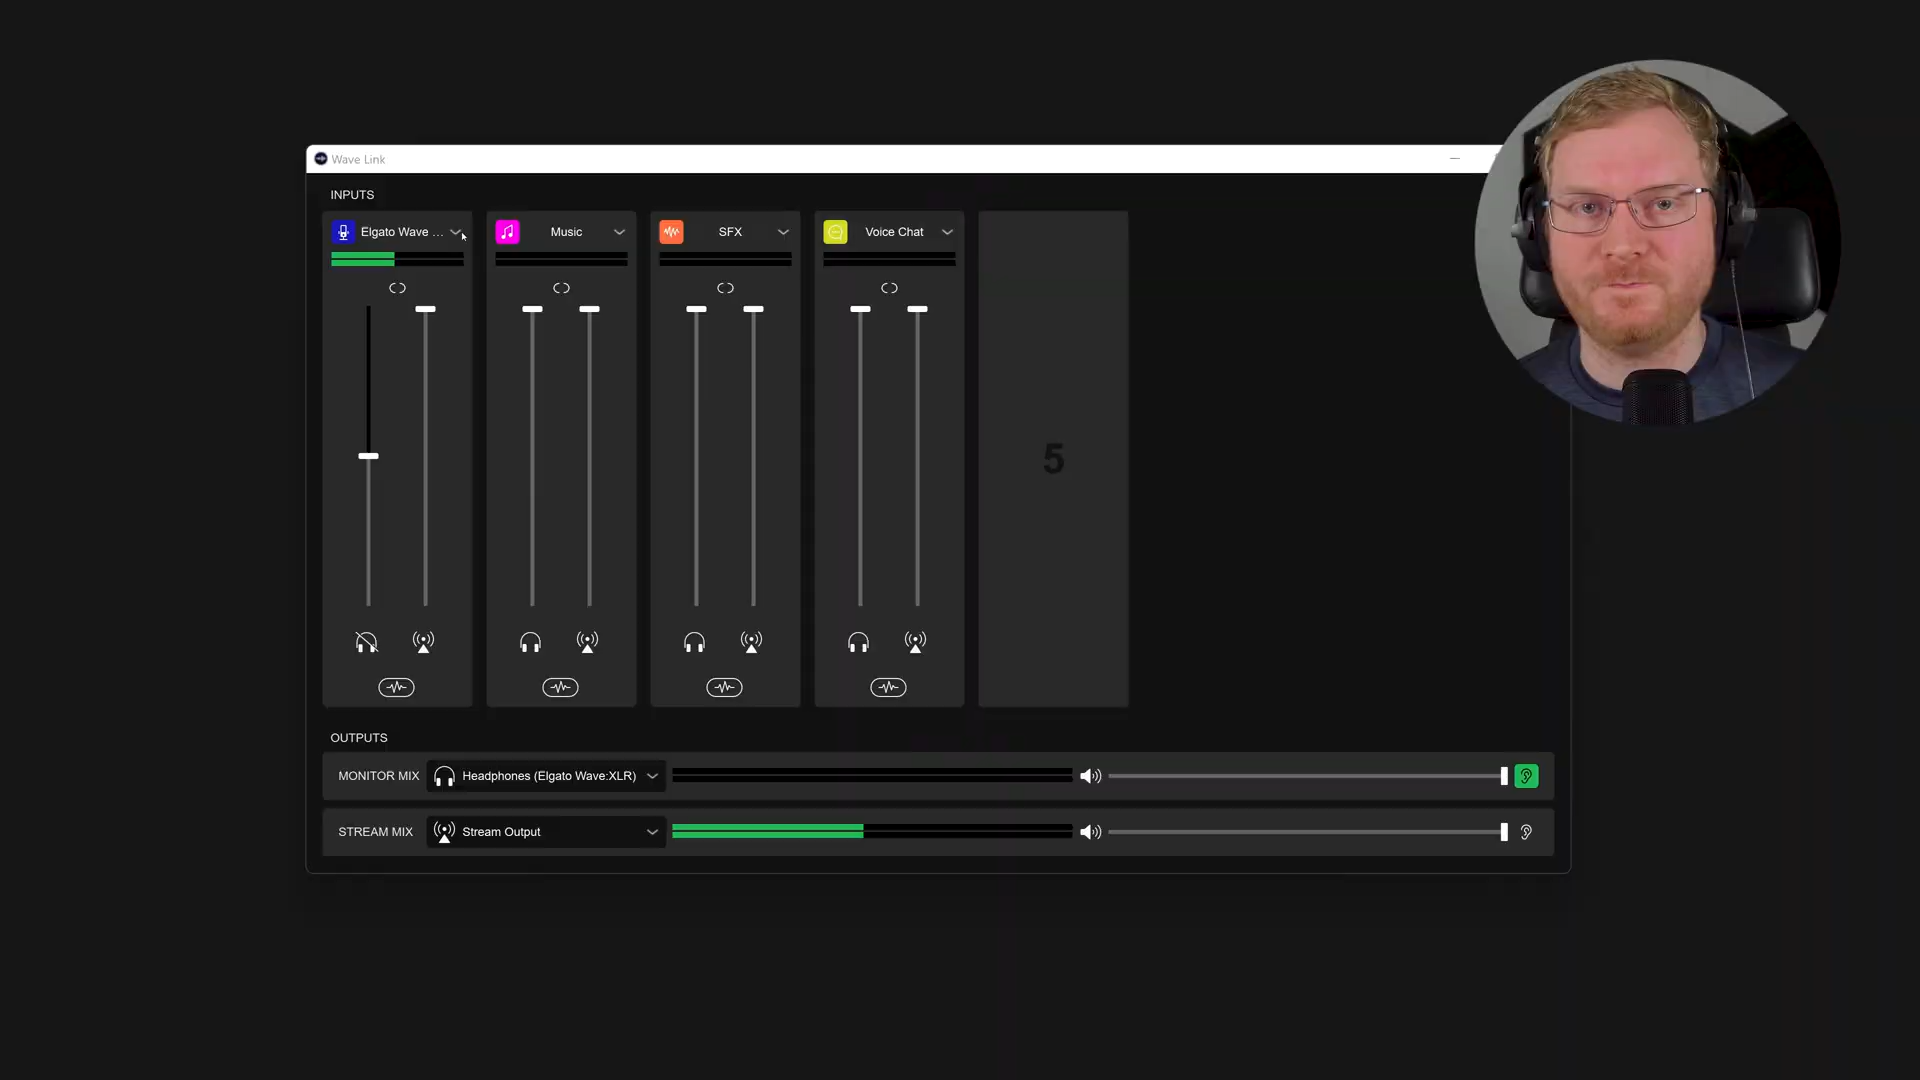 Wave Link
INPUTS
Elgato Wave ...
Music
SFX
Voice Chat
5
OUTPUTS
MONITOR MIX
Headphones (Elgato Wave:XLR)
STREAM MIX
Stream Output